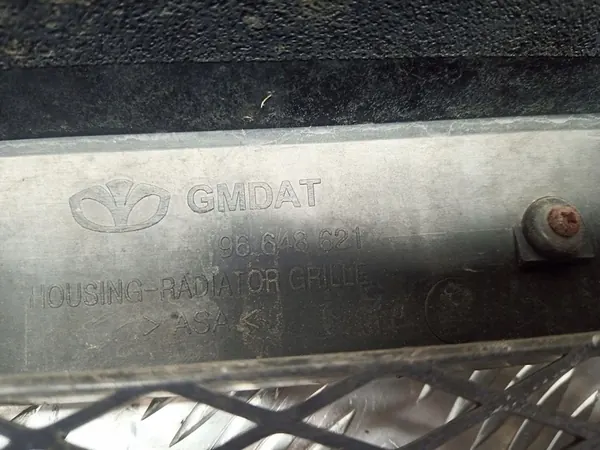 GMDAT
96 648 621
HOUSING-RADIATOR GRILLE
>ASA<